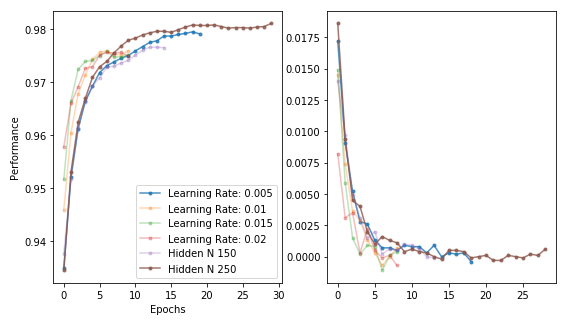 0.98
0.97
0.96
0.95
0.94
Performance
0 5 10 15 20 25 30
Epochs
Learning Rate: 0.005
Learning Rate: 0.01
Learning Rate: 0.015
Learning Rate: 0.02
Hidden N 150
Hidden N 250
0.0175
0.0150
0.0125
0.0100
0.0075
0.0050
0.0025
0.0000
0 5 10 15 20 25